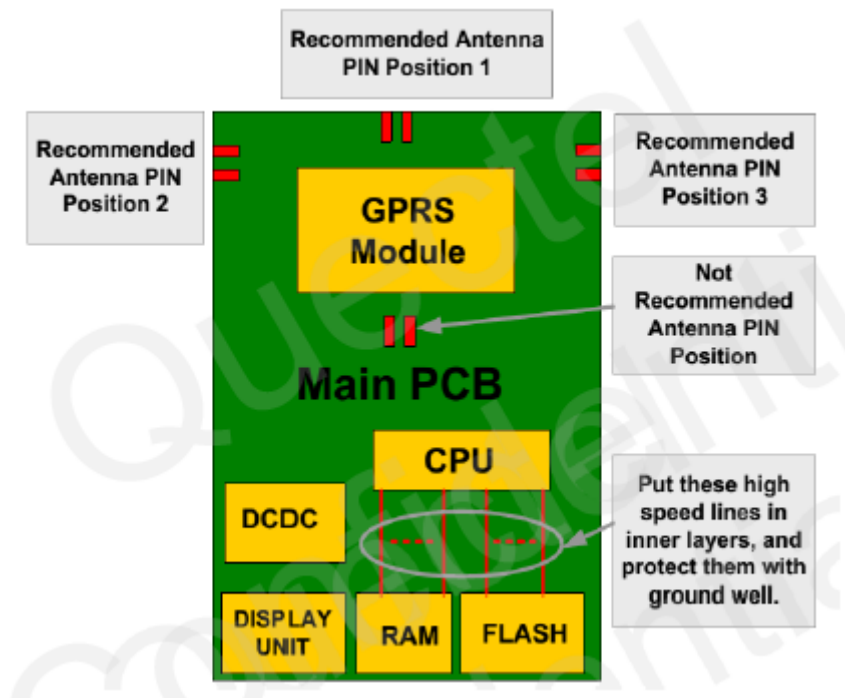 Recommended Antenna
PIN Position 1
Recommended
Antenna PIN
Position 2
Recommended
Antenna PIN
Position 3
GPRS
Module
Not
Recommended
Antenna PIN
Position
Main PCB
CPU
DCDC
Put these high
speed lines in
inner layers, and
protect them with
ground well.
DISPLAY
UNIT
RAM
FLASH
Quectel
Confidential